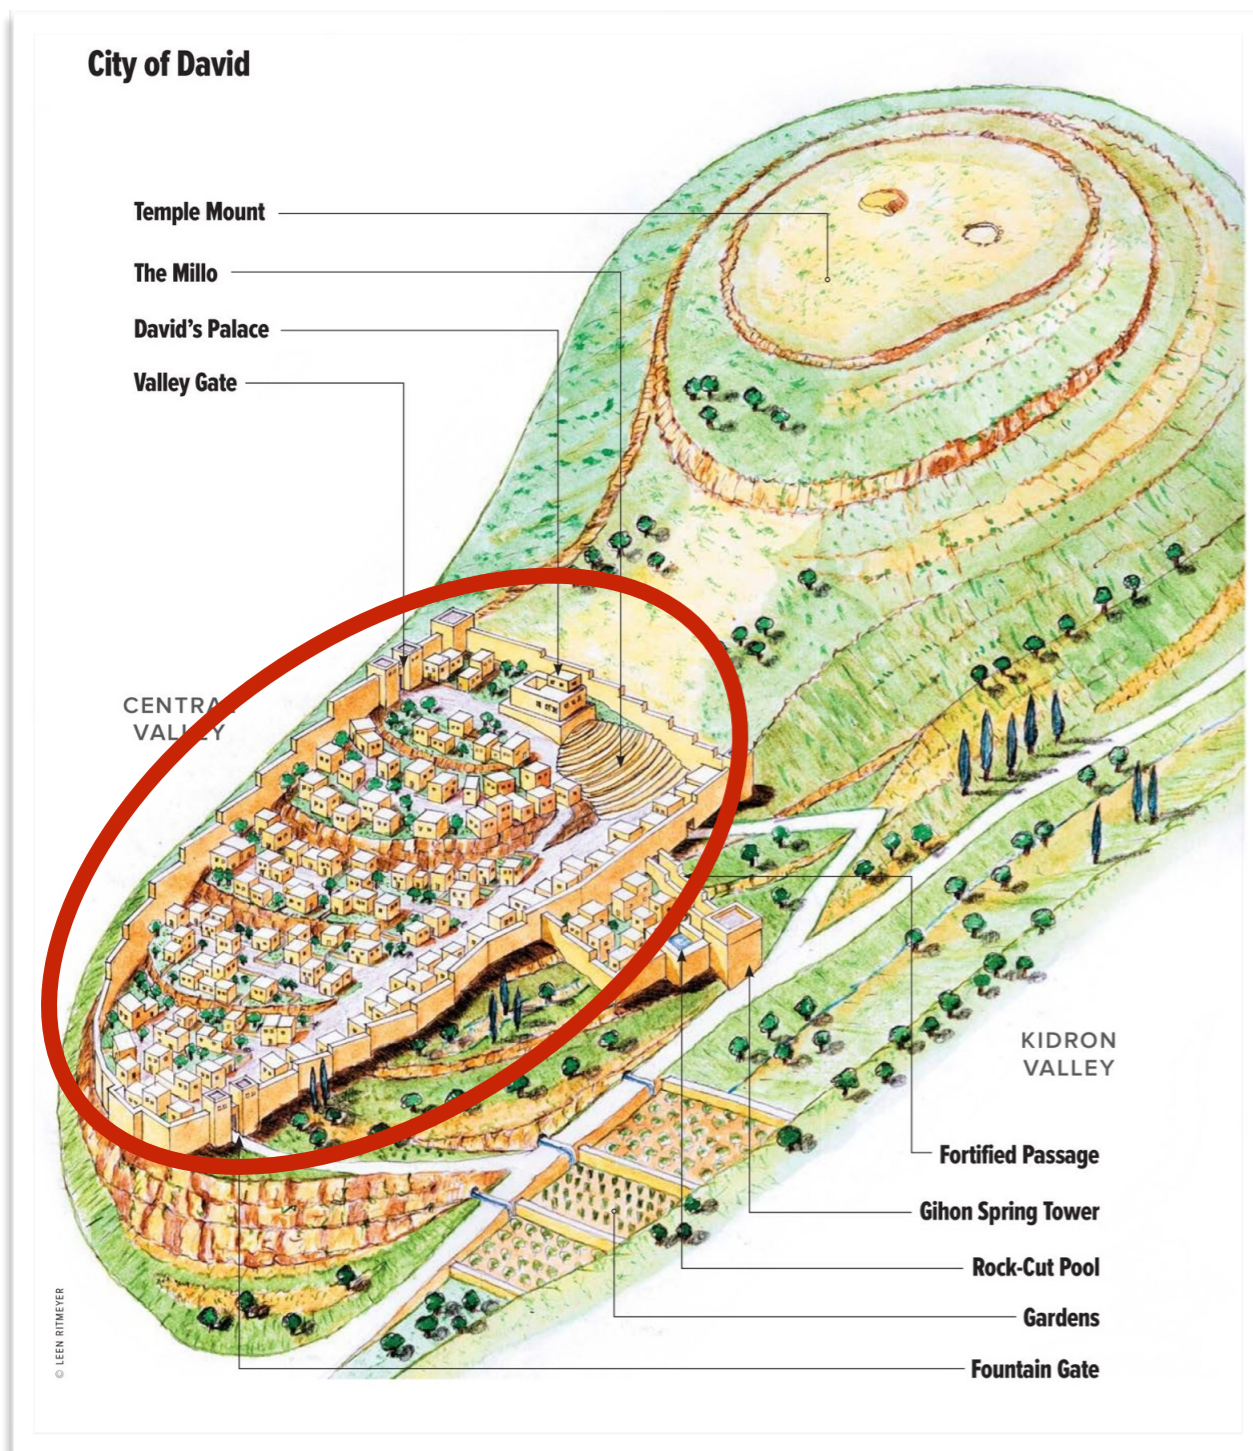 City of David
Temple Mount
The Millo
David's Palace
Valley Gate
CENTRAL
VALLEY
KIDRON
VALLEY
Fortified Passage
Gihon Spring Tower
Rock-Cut Pool
Gardens
Fountain Gate
© LEEN RITMEYER